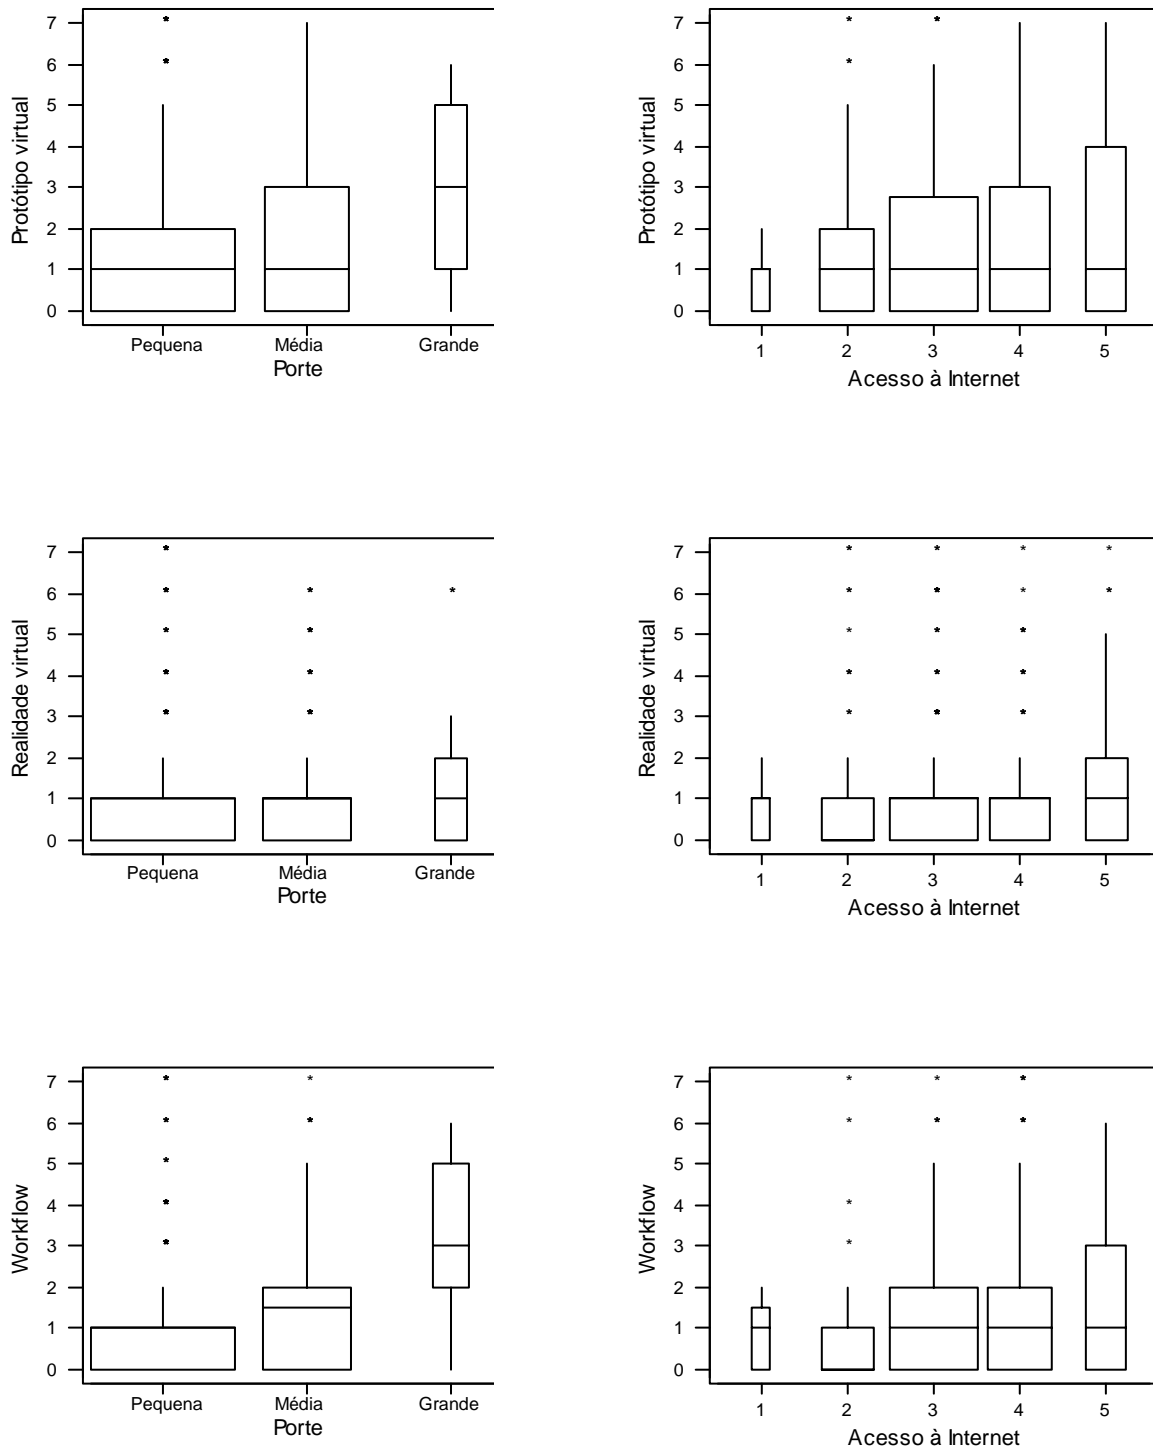 7
6
5
4
3
2
1
0
Protótipo virtual
Pequena Média Grande
Porte
7
6
5
4
3
2
1
0
Protótipo virtual
1 2 3 4 5
Acesso à Internet
7
6
5
4
3
2
1
0
Realidade virtual
Pequena Média Grande
Porte
7
6
5
4
3
2
1
0
Realidade virtual
1 2 3 4 5
Acesso à Internet
7
6
5
4
3
2
1
0
Workflow
Pequena Média Grande
Porte
7
6
5
4
3
2
1
0
Workflow
1 2 3 4 5
Acesso à Internet